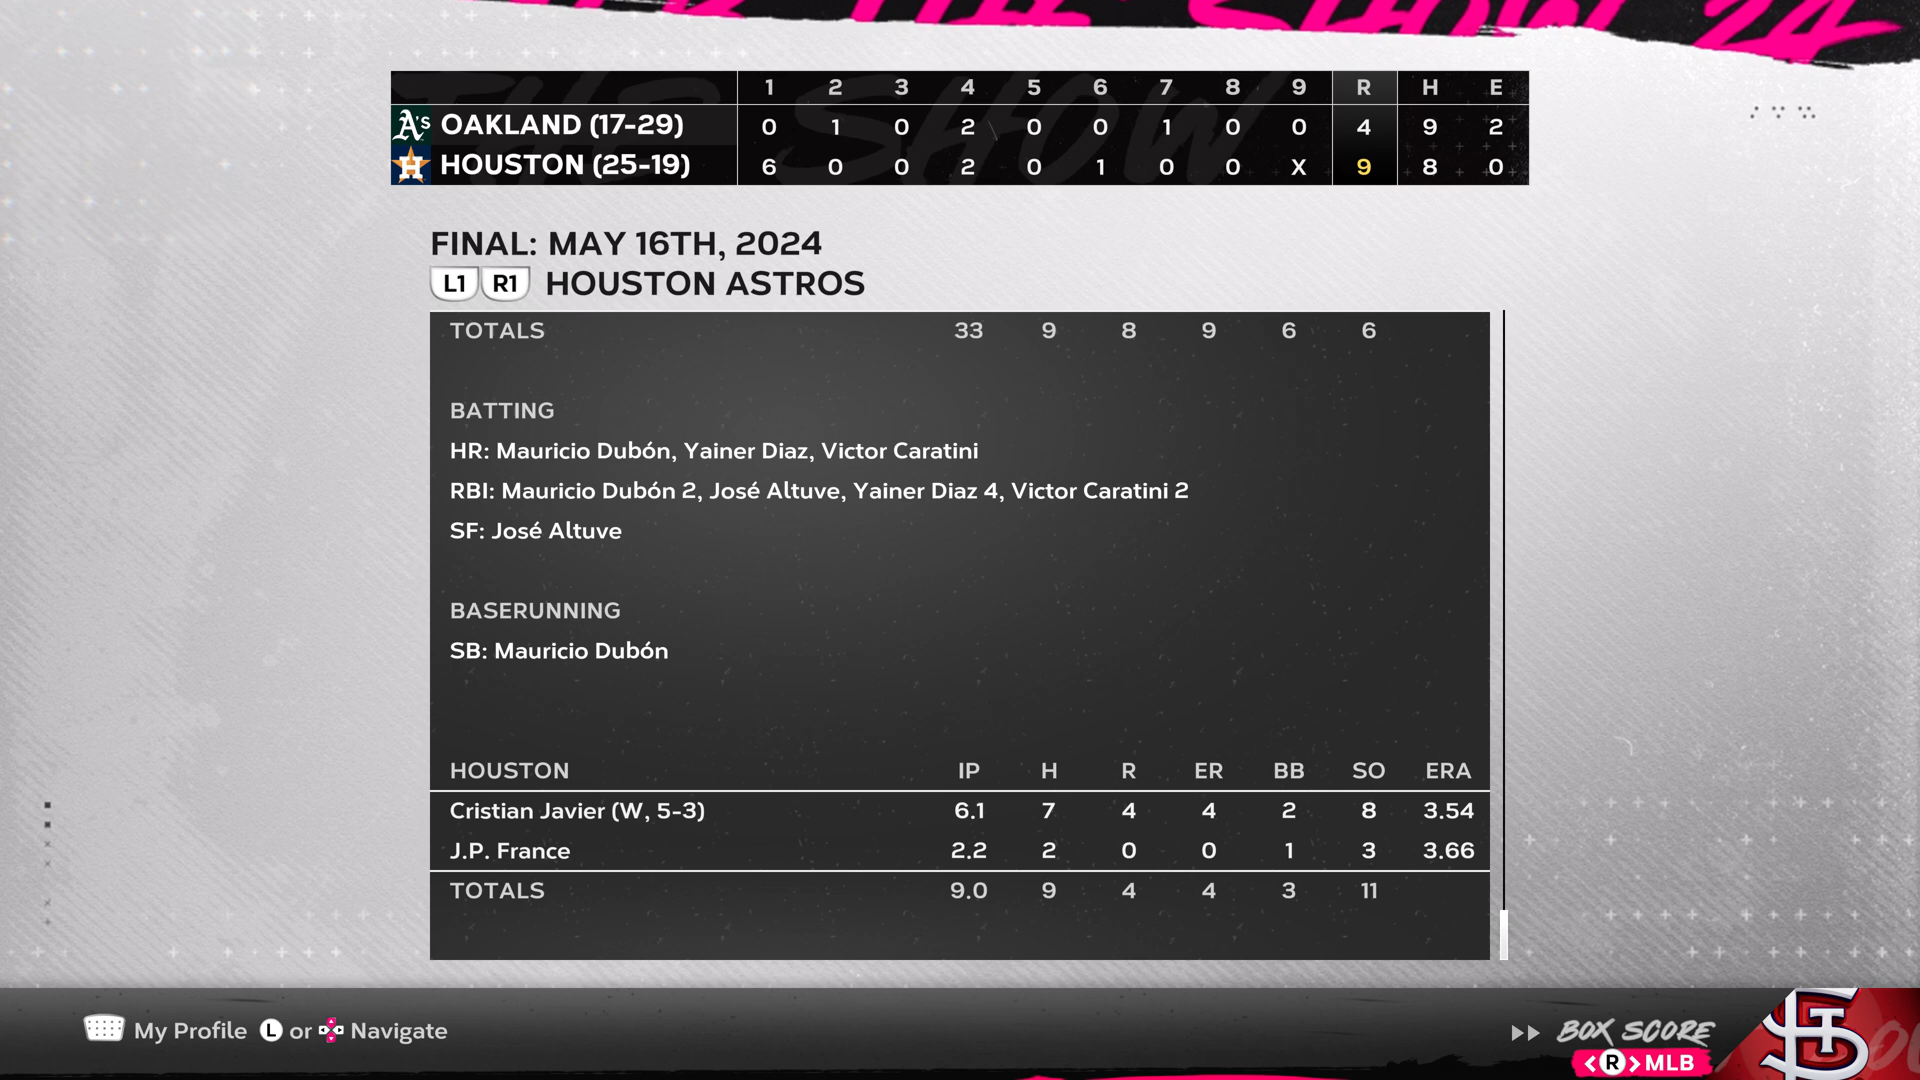 THE SHOW 24
1 2 3 4 5 6 7 8 9 R H E
A's OAKLAND (17-29) 0 1 0 2 0 0 1 0 0 4 9 2
H HOUSTON (25-19) 6 0 0 2 0 1 0 0 X 9 8 0
FINAL: MAY 16TH, 2024
L1 R1 HOUSTON ASTROS
TOTALS 33 9 8 9 6 6
BATTING
HR: Mauricio Dubón, Yainer Diaz, Victor Caratini
RBI: Mauricio Dubón 2, José Altuve, Yainer Diaz 4, Victor Caratini 2
SF: José Altuve
BASERUNNING
SB: Mauricio Dubón
HOUSTON IP H R ER BB SO ERA
Cristian Javier (W, 5-3) 6.1 7 4 4 2 8 3.54
J.P. France 2.2 2 0 0 1 3 3.66
TOTALS 9.0 9 4 4 3 11
My Profile L or Navigate
BOX SCORE
R MLB
STL